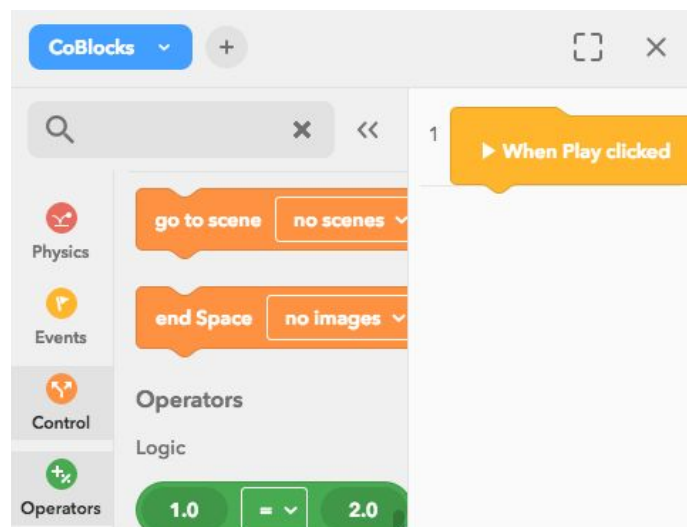 CoBlocks
1
When Play clicked
Physics
Events
Control
Operators
go to scene no scenes
end Space no images
Operators
Logic
1.0 = 2.0